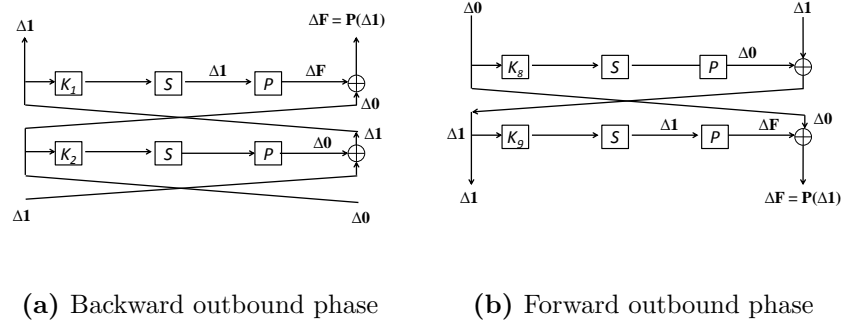 Δ1
ΔF = P(Δ1)
K1 S Δ1 P ΔF
Δ0
Δ1
K2 S P Δ0
Δ1
Δ0
Δ0
Δ1
K8 S P Δ0
Δ0
Δ1
K9 S Δ1 P ΔF
Δ1
ΔF = P(Δ1)
(a) Backward outbound phase
(b) Forward outbound phase